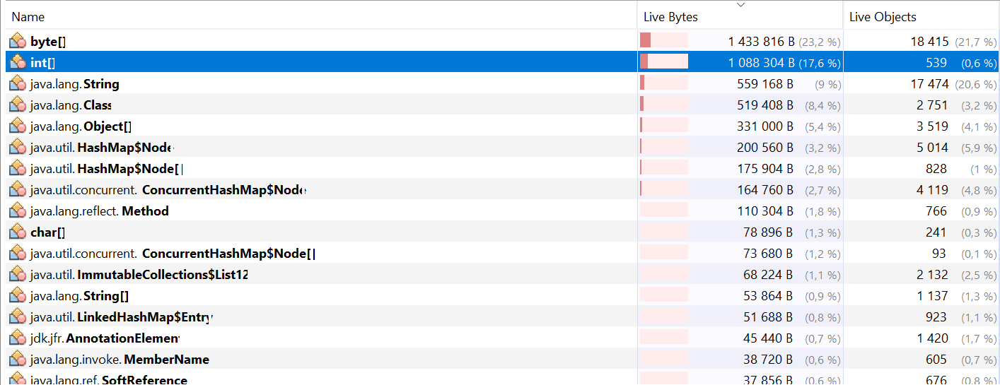 Name Live Bytes Live Objects
byte[] 1 433 816 B (23,2 %) 18 415 (21,7 %)
int[] 1 088 304 B (17,6 %) 539 (0,6 %)
java.lang.String 559 168 B (9 %) 17 474 (20,6 %)
java.lang.Class 519 408 B (8,4 %) 2 751 (3,2 %)
java.lang.Object[] 331 000 B (5,4 %) 3 519 (4,1 %)
java.util.HashMap$Node 200 560 B (3,2 %) 5 014 (5,9 %)
java.util.HashMap$Node[] 175 904 B (2,8 %) 828 (1 %)
java.util.concurrent.ConcurrentHashMap$Node 164 760 B (2,7 %) 4 119 (4,8 %)
java.lang.reflect.Method 110 304 B (1,8 %) 766 (0,9 %)
char[] 78 896 B (1,3 %) 241 (0,3 %)
java.util.concurrent.ConcurrentHashMap$Node[] 73 680 B (1,2 %) 93 (0,1 %)
java.util.ImmutableCollections$List12 68 224 B (1,1 %) 2 132 (2,5 %)
java.lang.String[] 53 864 B (0,9 %) 1 137 (1,3 %)
java.util.LinkedHashMap$Entry 51 688 B (0,8 %) 923 (1,1 %)
jdk.jfr.AnnotationElement 45 440 B (0,7 %) 1 420 (1,7 %)
java.lang.invoke.MemberName 38 720 B (0,6 %) 605 (0,7 %)
java.lang.ref.SoftReference 37 856 B (0,6 %) 676 (0,8 %)